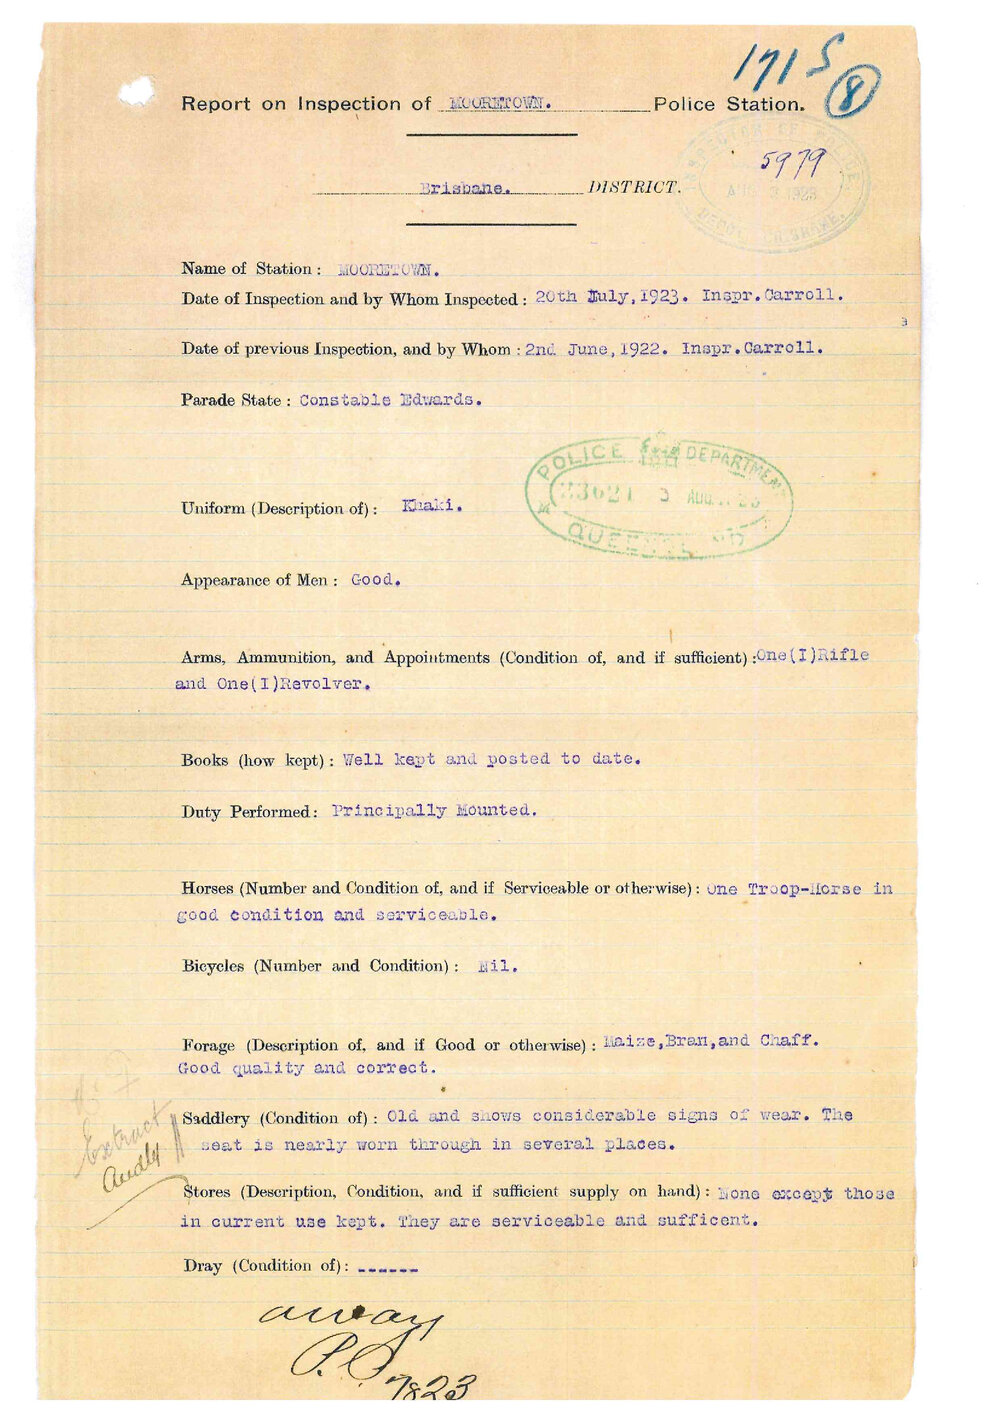 171S
8
Report on Inspection of MOORETOWN. Police Station.
5979
Brisbane. DISTRICT.
Name of Station: MOORETOWN.
Date of Inspection and by Whom Inspected: 20th July, 1923. Inspr.Carroll.
Date of previous Inspection, and by Whom: 2nd June, 1922. Inspr.Carroll.
Parade State: Constable Edwards.
POLICE DEPARTMENT
Uniform (Description of): Khaki.
Appearance of Men: Good.
Arms, Ammunition, and Appointments (Condition of, and if sufficient): One(I)Rifle
and One(I)Revolver.
Books (how kept): Well kept and posted to date.
Duty Performed: Principally Mounted.
Horses (Number and Condition of, and if Serviceable or otherwise): One Troop-Horse in
good condition and serviceable.
Bicycles (Number and Condition): Nil.
Forage (Description of, and if Good or otherwise): Maize,Bran,and Chaff.
Good quality and correct.
Extract
Saddlery (Condition of): Old and shows considerable signs of wear. The
seat is nearly worn through in several places.
Stores (Description, Condition, and if sufficient supply on hand): None except those
in current use kept. They are serviceable and sufficent.
Dray (Condition of): ------
away